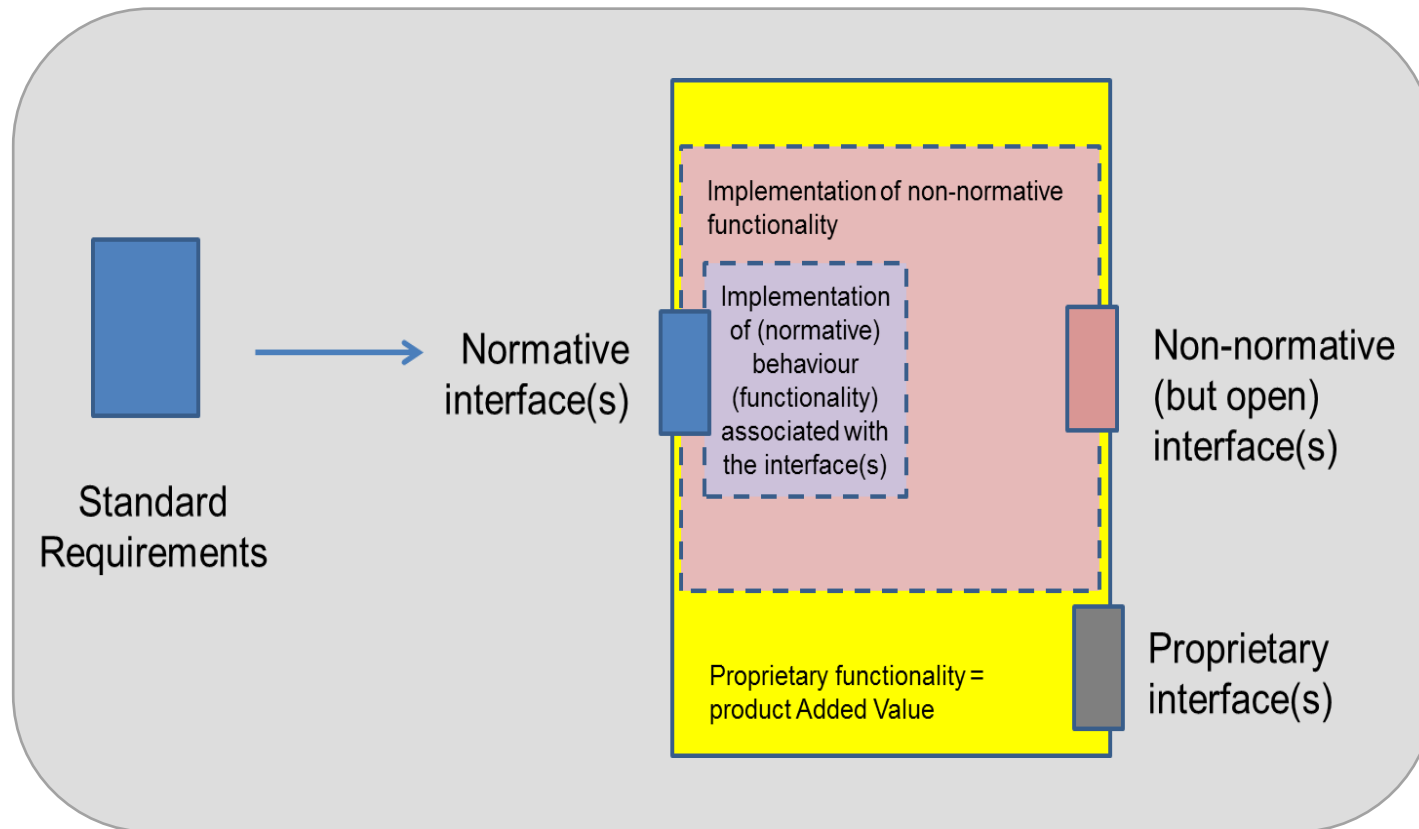 Standard
Requirements
Normative
interface(s)
Implementation of non-normative
functionality
Implementation
of (normative)
behaviour
(functionality)
associated with
the interface(s)
Proprietary functionality =
product Added Value
Non-normative
(but open)
interface(s)
Proprietary
interface(s)